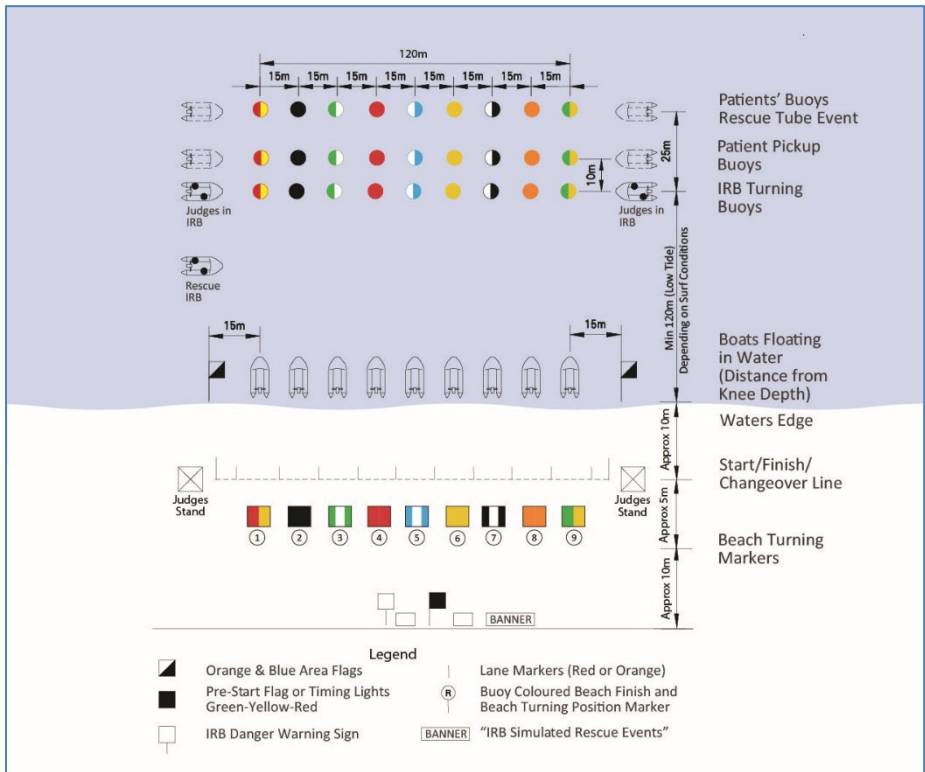 120m
15m 15m 15m 15m 15m 15m 15m 15m
Patients' Buoys
Rescue Tube Event
25m
Patient Pickup
Buoys
10m
IRB Turning
Buoys
Judges in
IRB
Judges in
IRB
Rescue
IRB
Min 120m (Low Tide)
Depending on Surf Conditions
15m
15m
Boats Floating
in Water
(Distance from
Knee Depth)
Waters Edge
Approx 10m
Start/Finish/
Changeover Line
Judges
Stand
Judges
Stand
Approx 5m
1 2 3 4 5 6 7 8 9
Beach Turning
Markers
Approx 10m
BANNER
Legend
Orange & Blue Area Flags
Lane Markers (Red or Orange)
Pre-Start Flag or Timing Lights
Green-Yellow-Red
R
Buoy Coloured Beach Finish and
Beach Turning Position Marker
IRB Danger Warning Sign
BANNER "IRB Simulated Rescue Events"